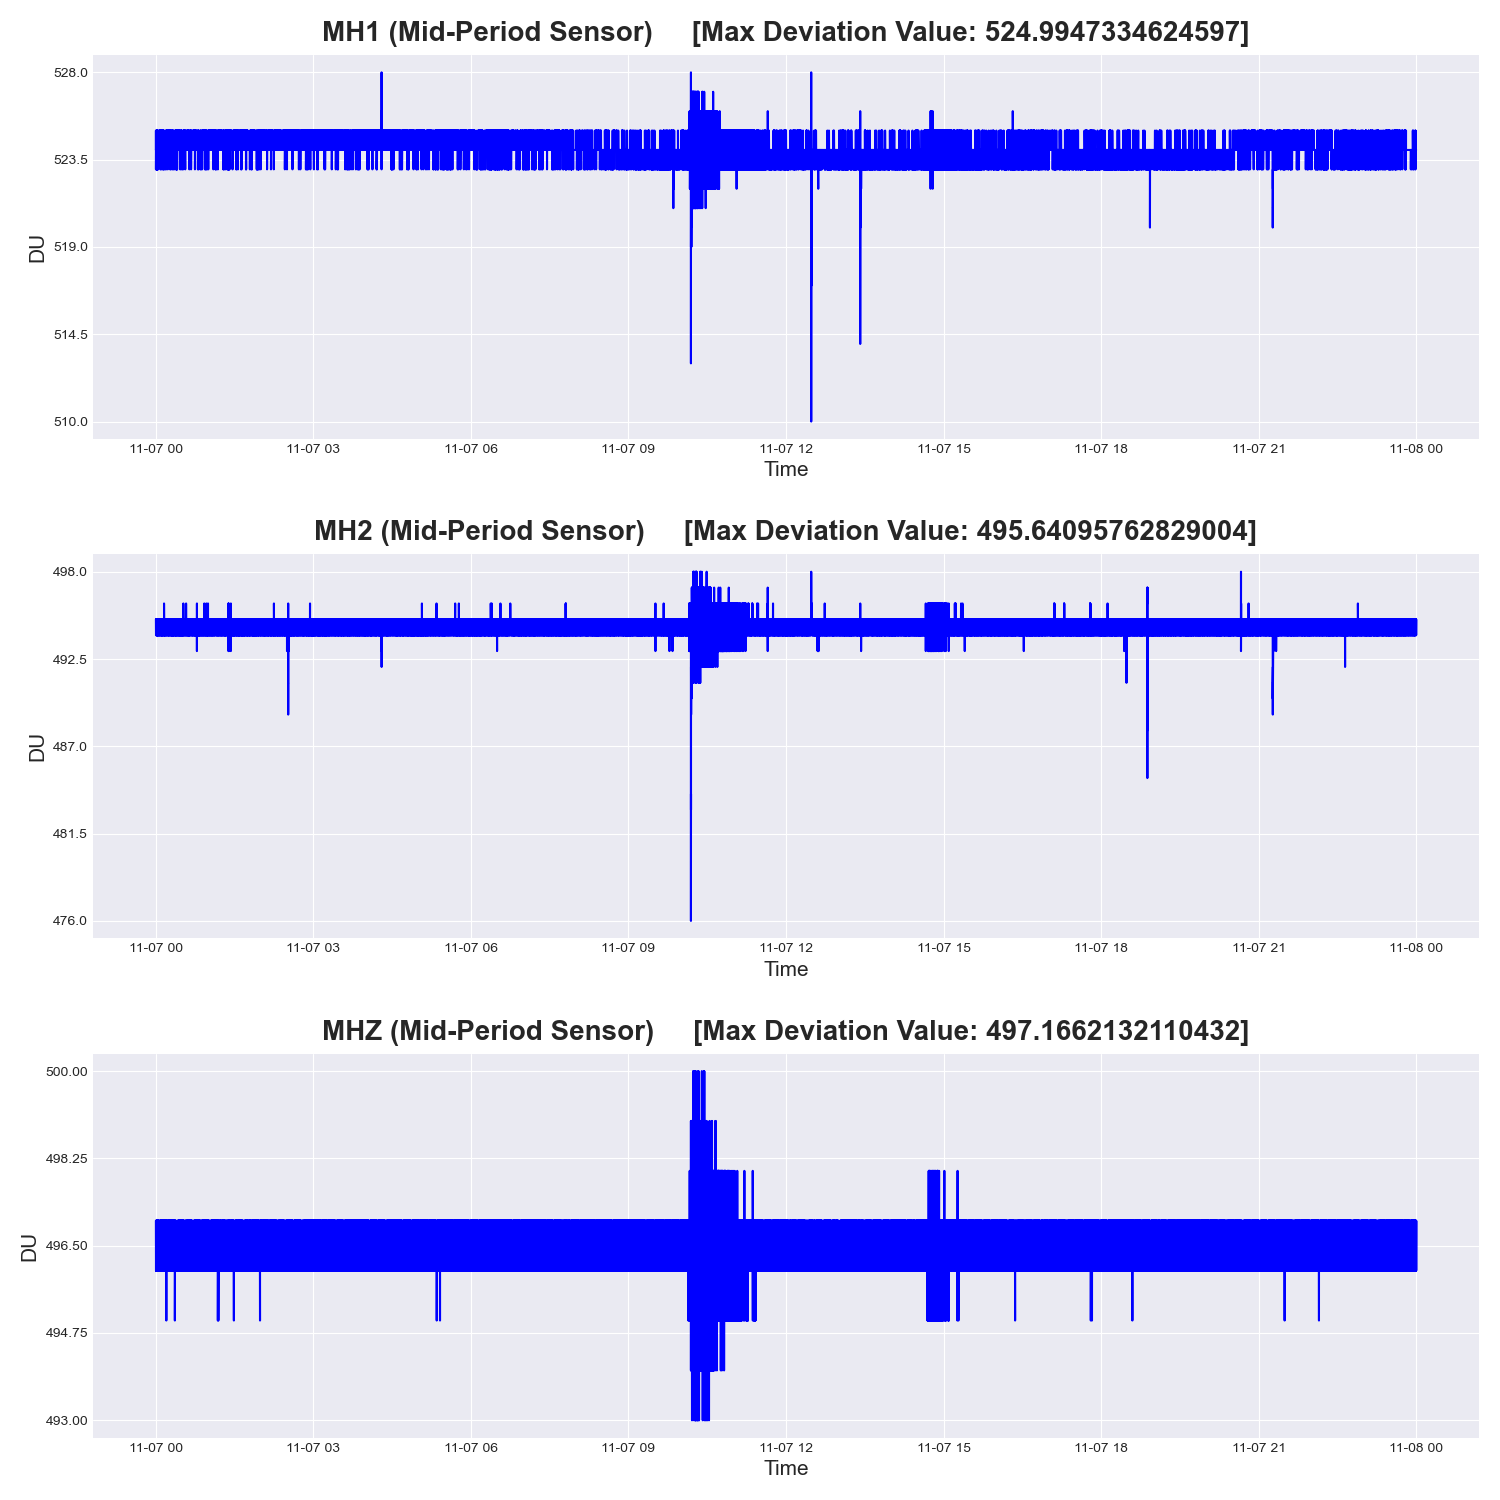 MH1 (Mid-Period Sensor) [Max Deviation Value: 524.9947334624597]
528.0
523.5
519.0
514.5
510.0
DU
11-07 00 11-07 03 11-07 06 11-07 09 11-07 12 11-07 15 11-07 18 11-07 21 11-08 00
Time
MH2 (Mid-Period Sensor) [Max Deviation Value: 495.64095762829004]
498.0
492.5
487.0
481.5
476.0
DU
11-07 00 11-07 03 11-07 06 11-07 09 11-07 12 11-07 15 11-07 18 11-07 21 11-08 00
Time
MHZ (Mid-Period Sensor) [Max Deviation Value: 497.1662132110432]
500.00
498.25
496.50
494.75
493.00
DU
11-07 00 11-07 03 11-07 06 11-07 09 11-07 12 11-07 15 11-07 18 11-07 21 11-08 00
Time